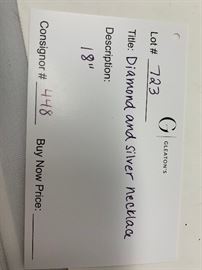 G | GLEATON'S
Lot # 723
Title: Diamond and silver necklace
Description:
18"
Consignor # 448 Buy Now Price: